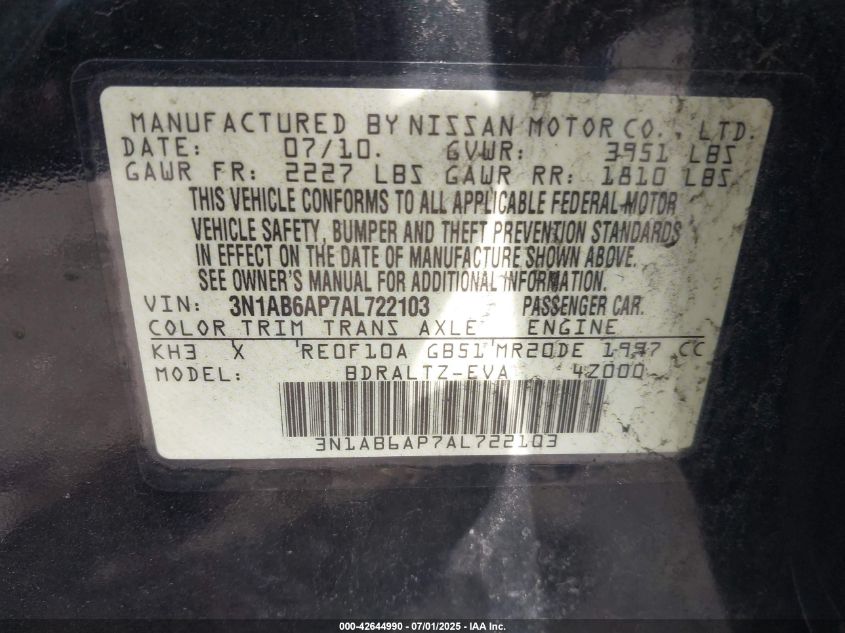 MANUFACTURED BY NISSAN MOTOR CO., LTD.
DATE: 07/10. GVWR: 3951 LBS
GAWR FR: 2227 LBS GAWR RR: 1810 LBS
THIS VEHICLE CONFORMS TO ALL APPLICABLE FEDERAL MOTOR
VEHICLE SAFETY, BUMPER AND THEFT PREVENTION STANDARDS
IN EFFECT ON THE DATE OF MANUFACTURE SHOWN ABOVE.
SEE OWNER'S MANUAL FOR ADDITIONAL INFORMATION.
VIN: 3N1AB6AP7AL722103 PASSENGER CAR.
COLOR TRIM TRANS AXLE ENGINE
KH3 X RE0F10A GB51 MR20DE 1997 CC
MODEL: BDRALTZ-EVA 4Z000
3N1AB6AP7AL722103
000-42644990 - 07/01/2025 - IAA Inc.